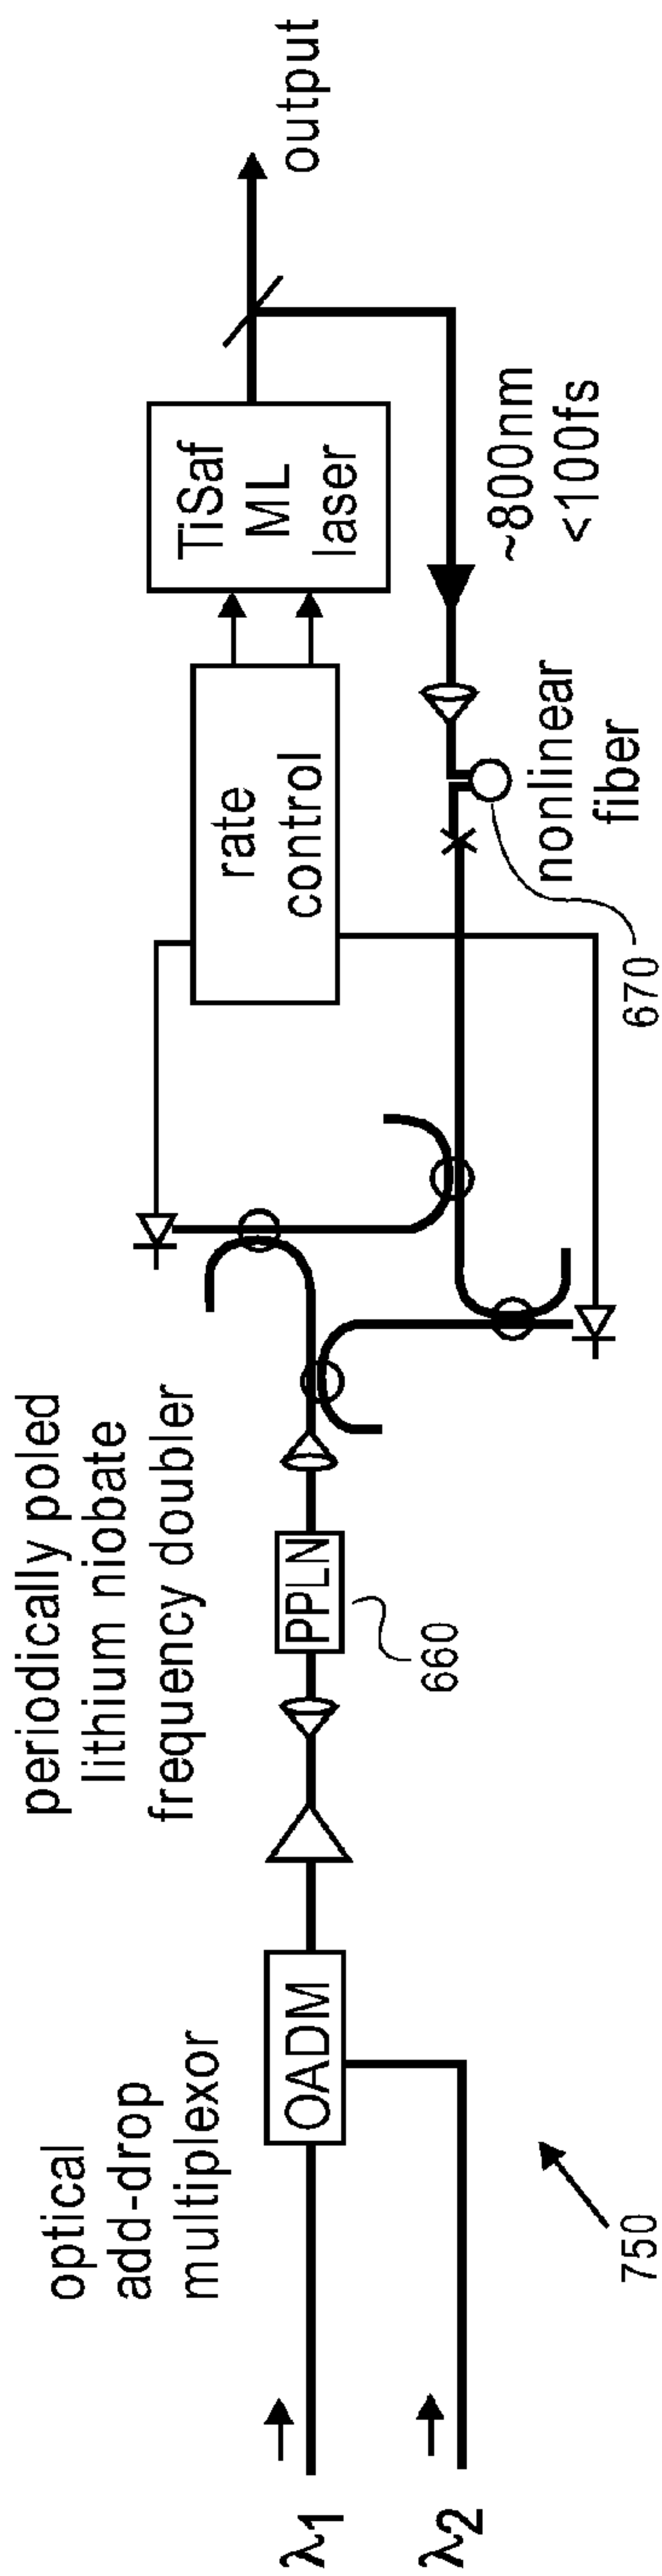 λ1
λ2
optical
add-drop
multiplexor
OADM
periodically poled
lithium niobate
frequency doubler
PPLN
660
rate
control
TiSaf
ML
laser
output
~800nm
<100fs
nonlinear
fiber
670
750